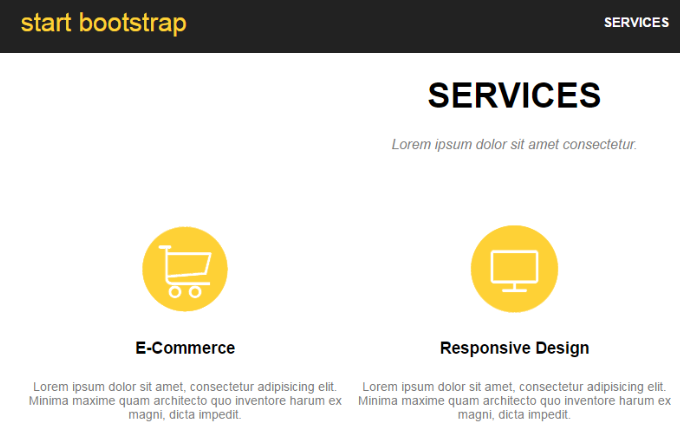 start bootstrap
SERVICES
SERVICES
Lorem ipsum dolor sit amet consectetur.
E-Commerce
Responsive Design
Lorem ipsum dolor sit amet, consectetur adipisicing elit.
Minima maxime quam architecto quo inventore harum ex
magni, dicta impedit.
Lorem ipsum dolor sit amet, consectetur adipisicing elit.
Minima maxime quam architecto quo inventore harum ex
magni, dicta impedit.